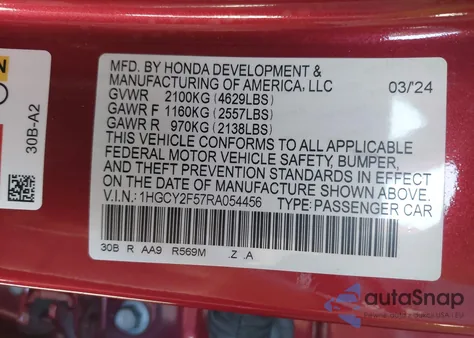 MFD. BY HONDA DEVELOPMENT &
MANUFACTURING OF AMERICA, LLC
03/24
GVWR 2100KG (4629LBS)
GAWR F 1160KG (2557LBS)
GAWR R 970KG (2138LBS)
THIS VEHICLE CONFORMS TO ALL APPLICABLE
FEDERAL MOTOR VEHICLE SAFETY, BUMPER,
AND THEFT PREVENTION STANDARDS IN EFFECT
ON THE DATE OF MANUFACTURE SHOWN ABOVE.
V.I.N.: 1HGCY2F57RA054456 TYPE: PASSENGER CAR
30B R AA9 R569M .Z .A
30B-A2
autaSnap